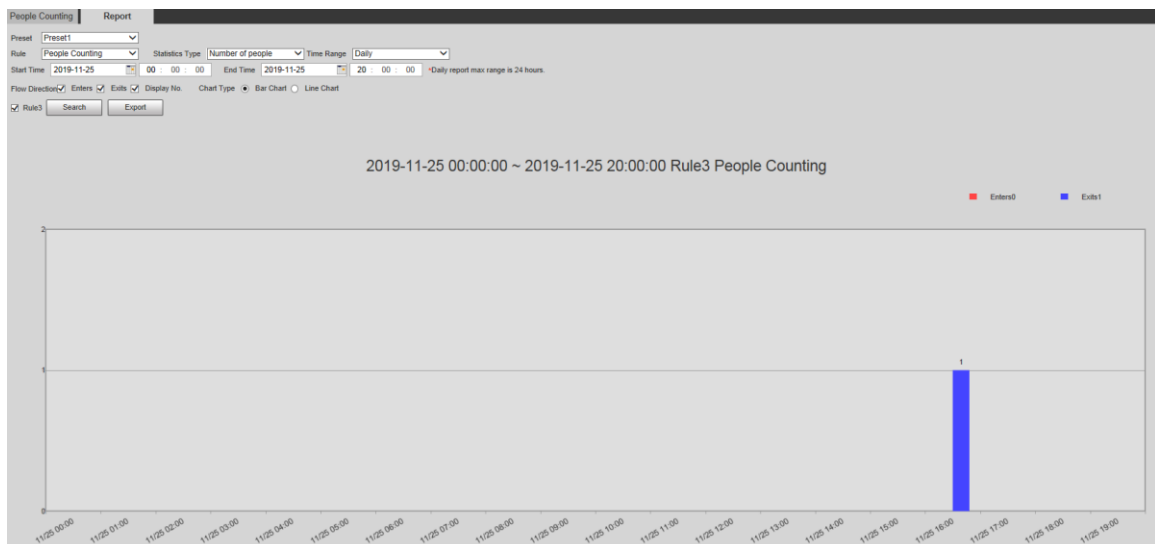 People Counting Report
Preset Preset1
Rule People Counting Statistics Type Number of people Time Range Daily
Start Time 2019-11-25 00 : 00 : 00 End Time 2019-11-25 20 : 00 : 00 *Daily report max range is 24 hours.
Flow Direction Enters Exits Display No. Chart Type Bar Chart Line Chart
Rule3 Search Export
2019-11-25 00:00:00 ~ 2019-11-25 20:00:00 Rule3 People Counting
Enters0 Exits1
2
1
1
0
11/25 00:00 11/25 01:00 11/25 02:00 11/25 03:00 11/25 04:00 11/25 05:00 11/25 06:00 11/25 07:00 11/25 08:00 11/25 09:00 11/25 10:00 11/25 11:00 11/25 12:00 11/25 13:00 11/25 14:00 11/25 15:00 11/25 16:00 11/25 17:00 11/25 18:00 11/25 19:00